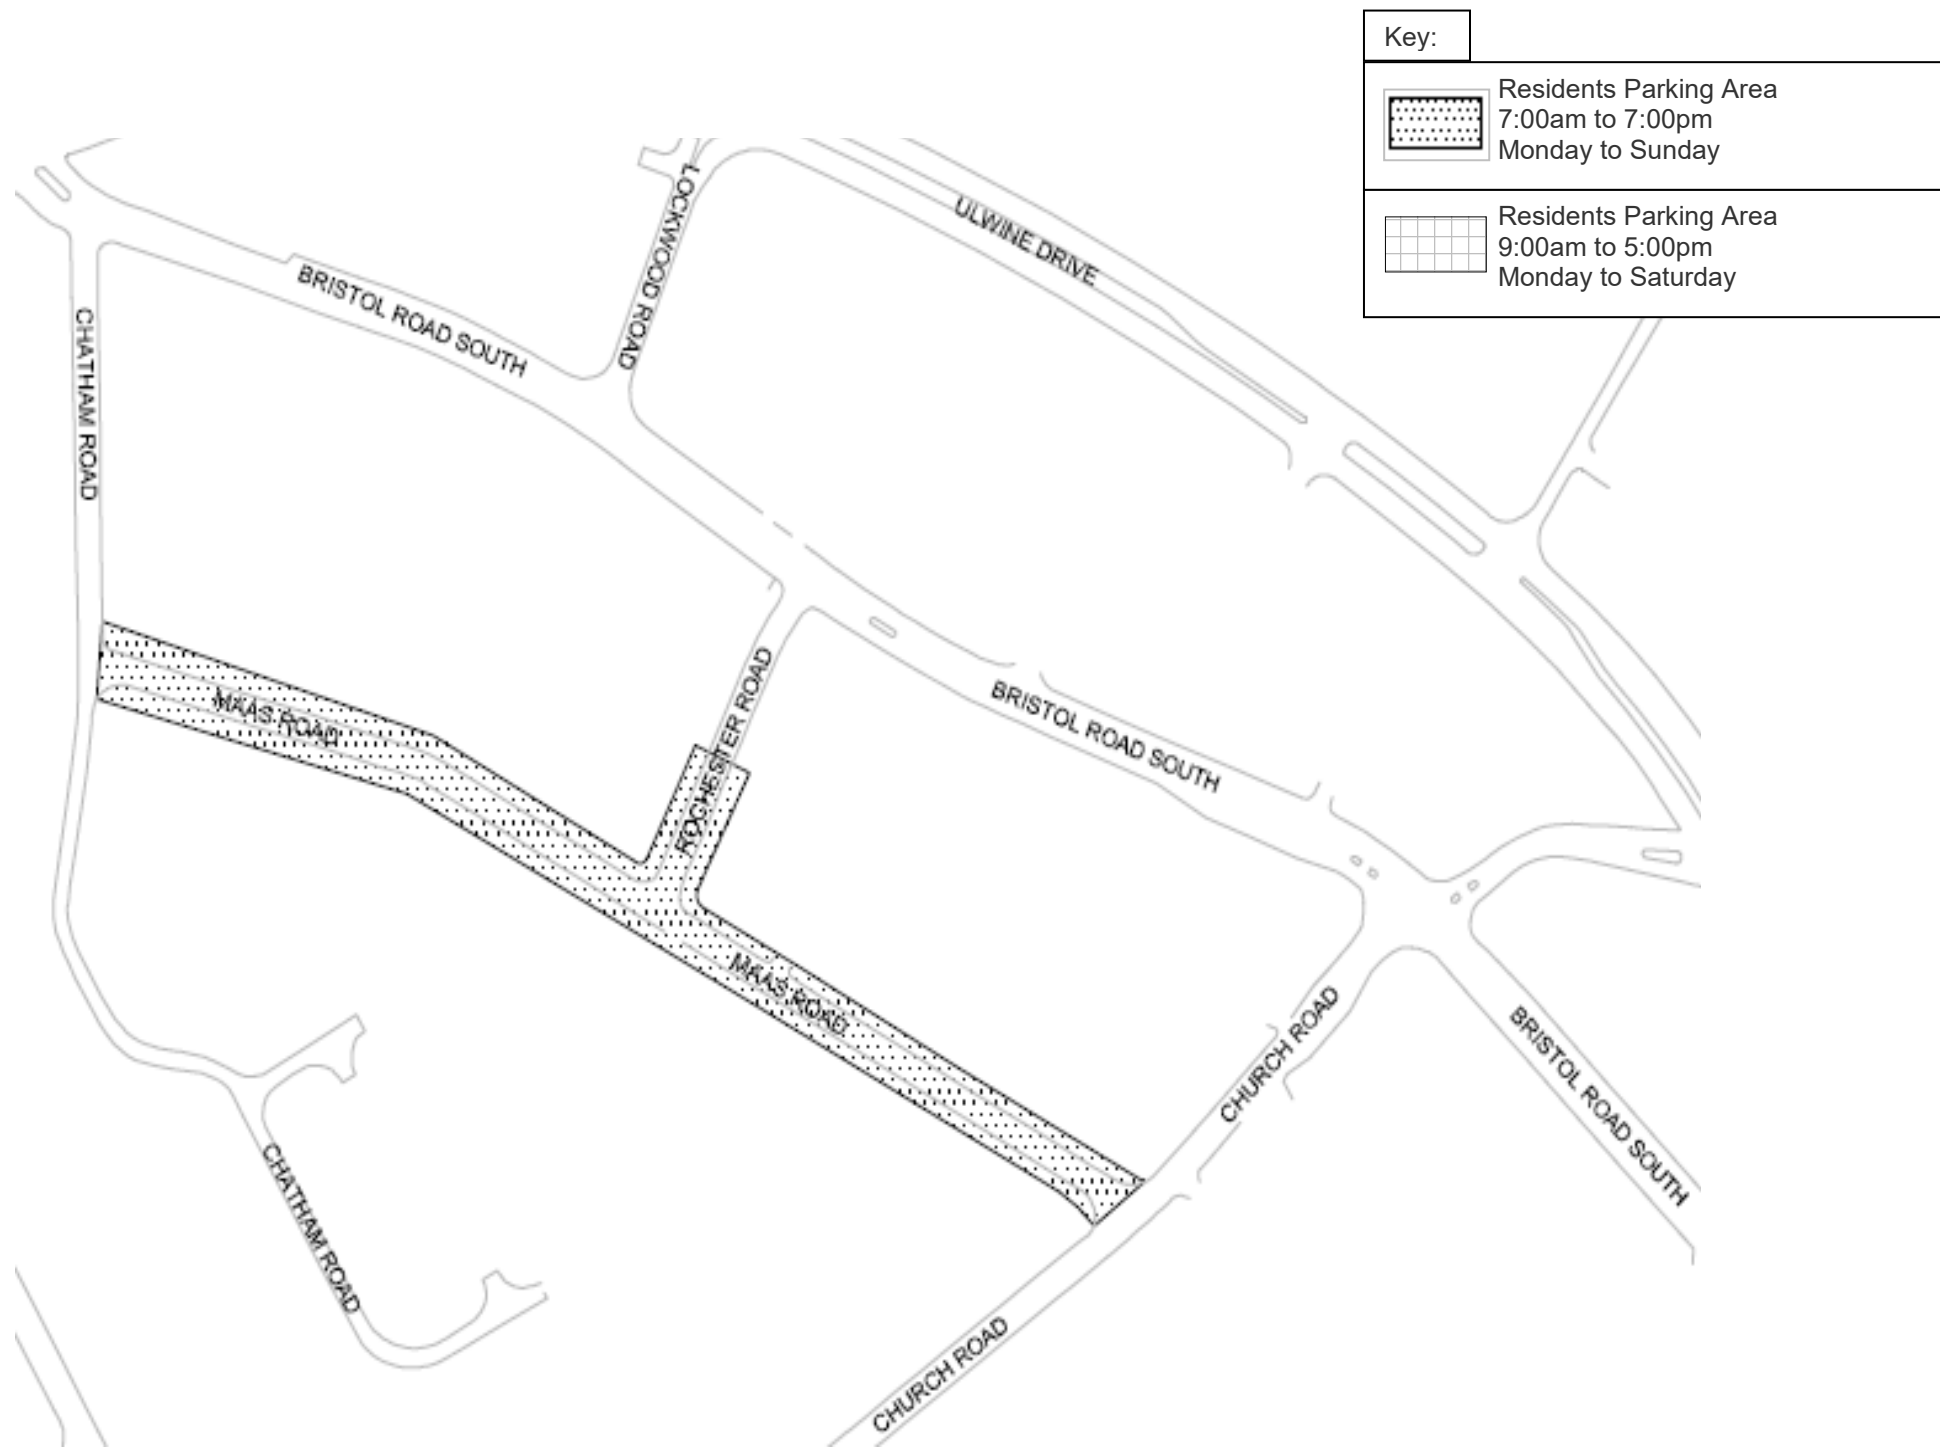 Key:
Residents Parking Area
7:00am to 7:00pm
Monday to Sunday
Residents Parking Area
9:00am to 5:00pm
Monday to Saturday
LOCKWOOD ROAD
ULWINE DRIVE
BRISTOL ROAD SOUTH
CHATHAM ROAD
ROCHESTER ROAD
MAAS ROAD
BRISTOL ROAD SOUTH
MAAS ROAD
CHURCH ROAD
BRISTOL ROAD SOUTH
CHATHAM ROAD
CHURCH ROAD